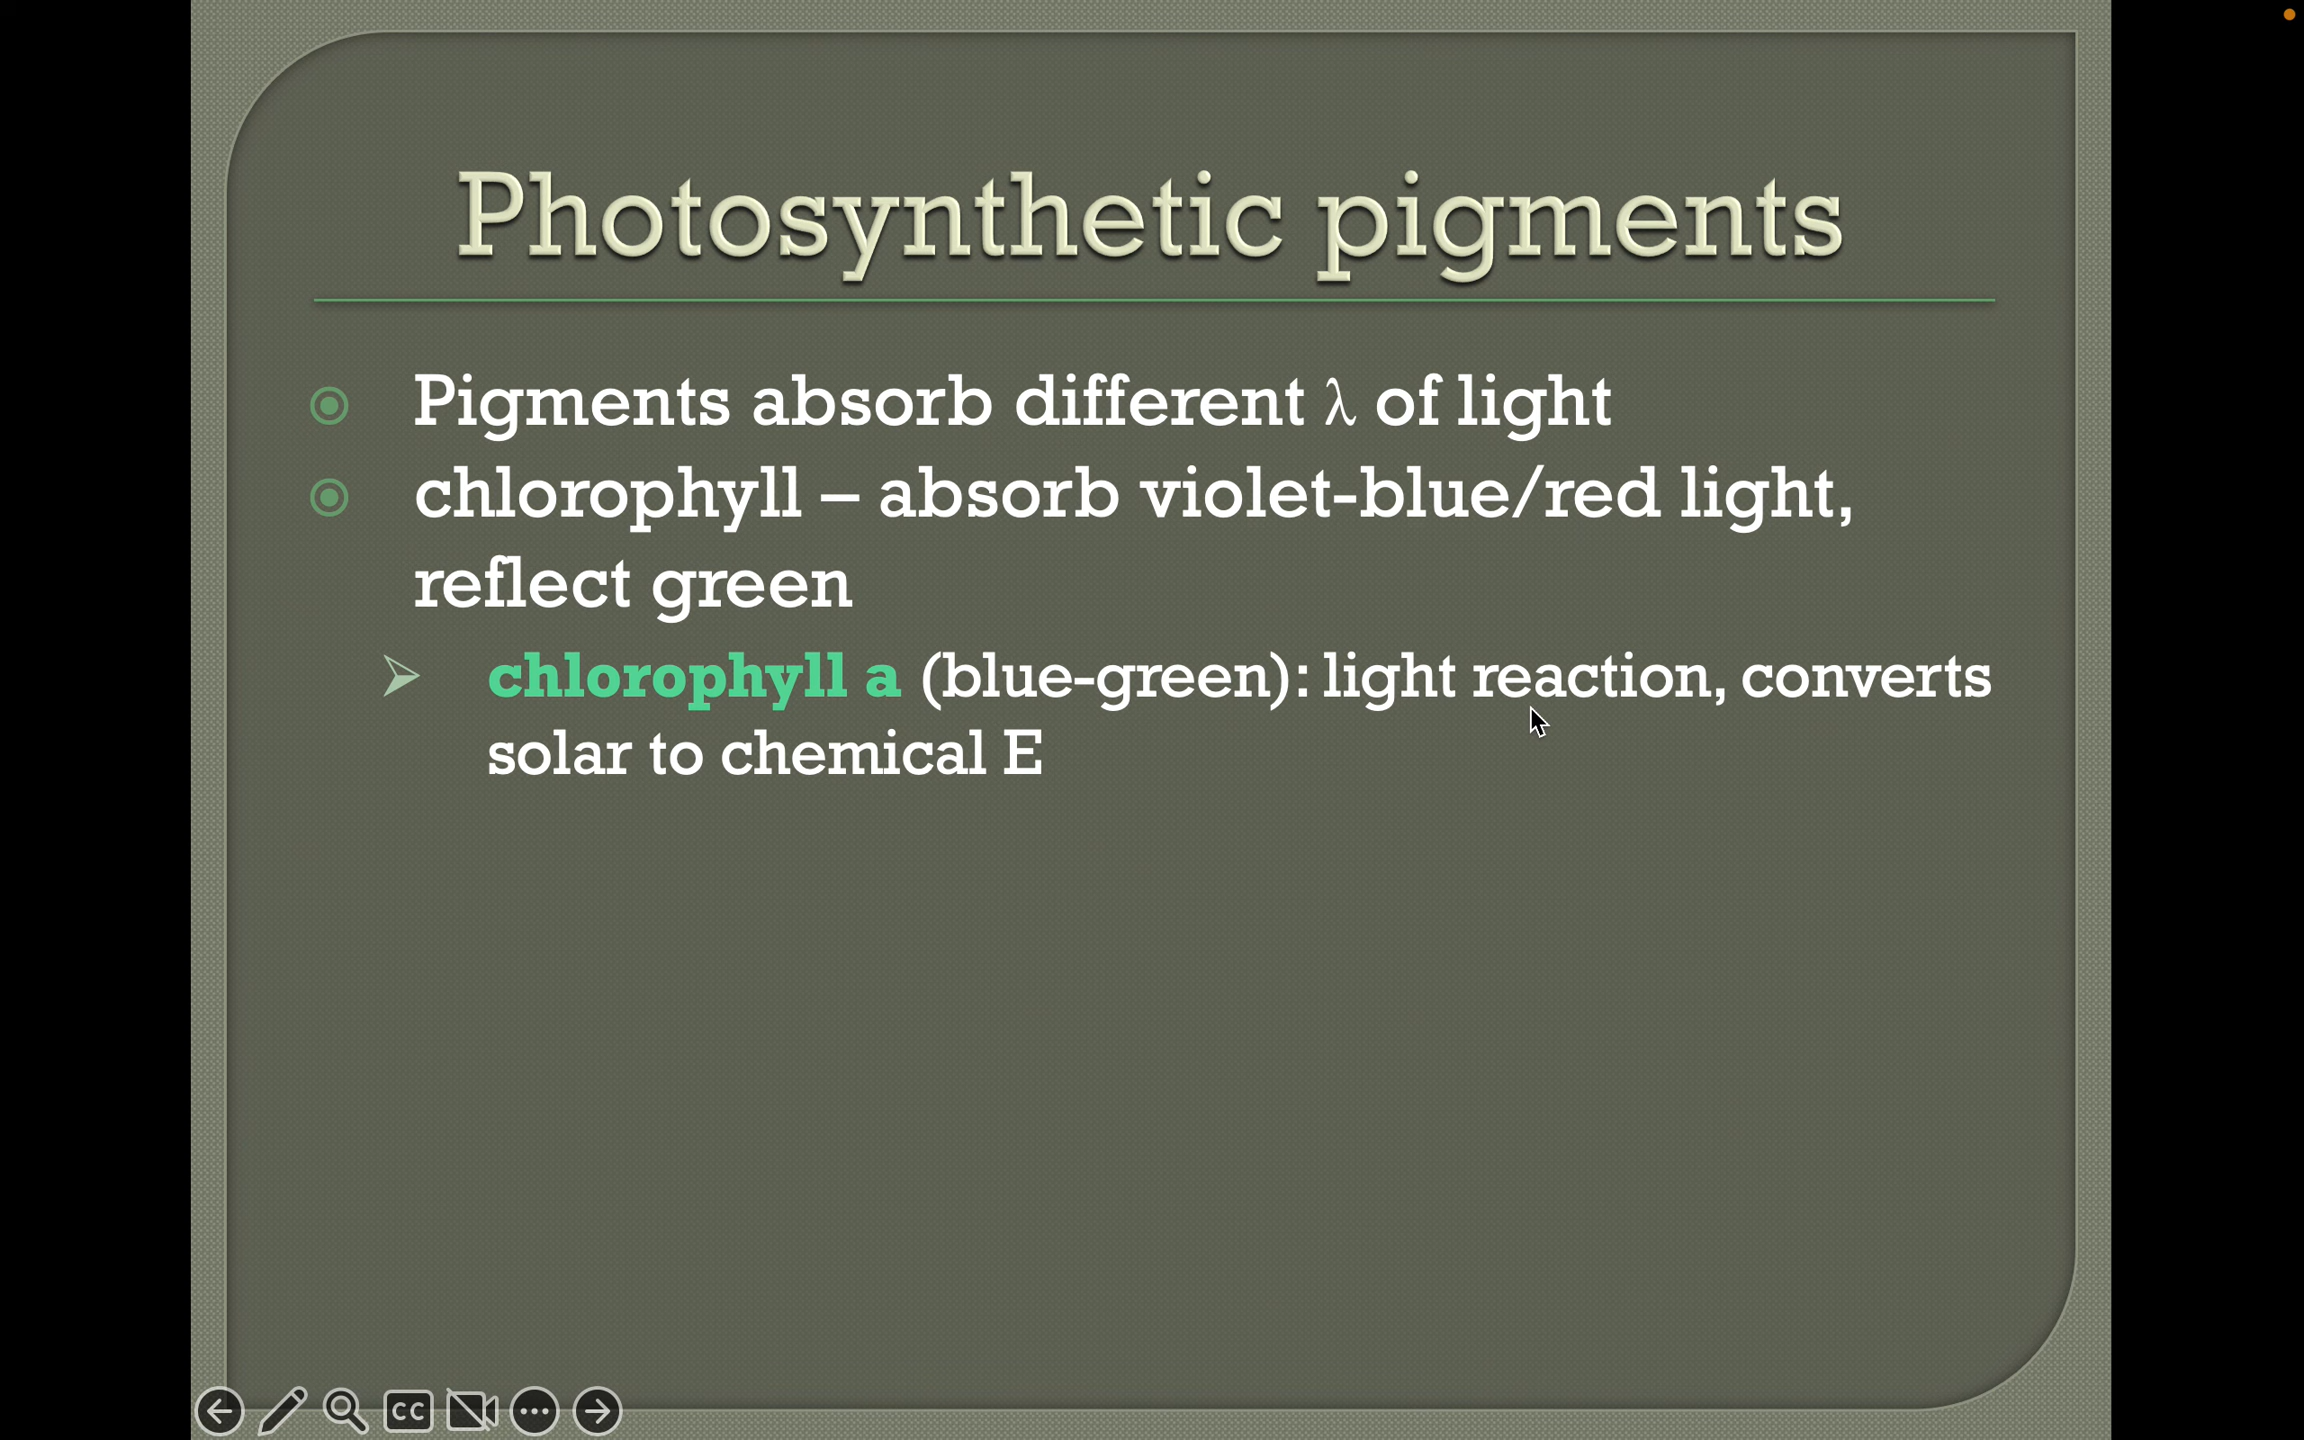 Photosynthetic pigments
Pigments absorb different λ of light
chlorophyll – absorb violet-blue/red light,
reflect green
chlorophyll a (blue-green): light reaction, converts
solar to chemical E
CC